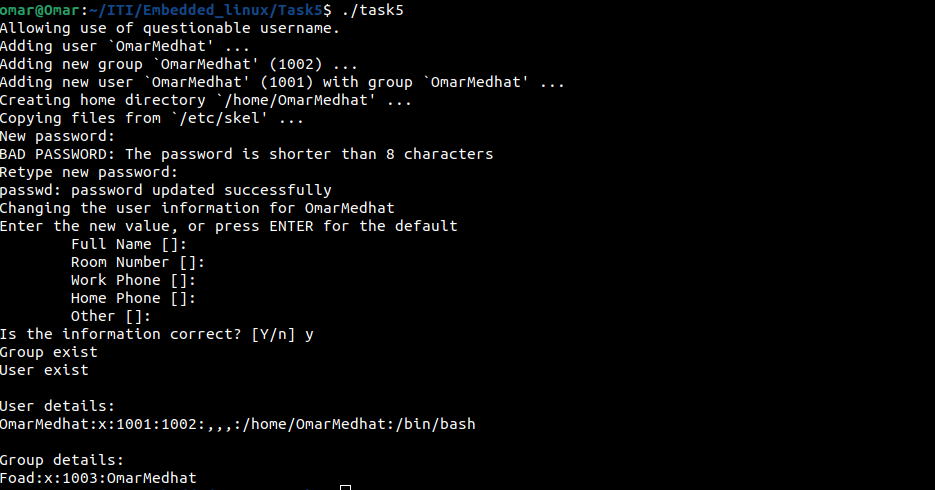 omar@Omar:~/ITI/Embedded_linux/Task5$ ./task5
Allowing use of questionable username.
Adding user `OmarMedhat' ...
Adding new group `OmarMedhat' (1002) ...
Adding new user `OmarMedhat' (1001) with group `OmarMedhat' ...
Creating home directory `/home/OmarMedhat' ...
Copying files from `/etc/skel' ...
New password:
BAD PASSWORD: The password is shorter than 8 characters
Retype new password:
passwd: password updated successfully
Changing the user information for OmarMedhat
Enter the new value, or press ENTER for the default
Full Name []:
Room Number []:
Work Phone []:
Home Phone []:
Other []:
Is the information correct? [Y/n] y
Group exist
User exist
User details:
OmarMedhat:x:1001:1002:,,,:/home/OmarMedhat:/bin/bash
Group details:
Foad:x:1003:OmarMedhat